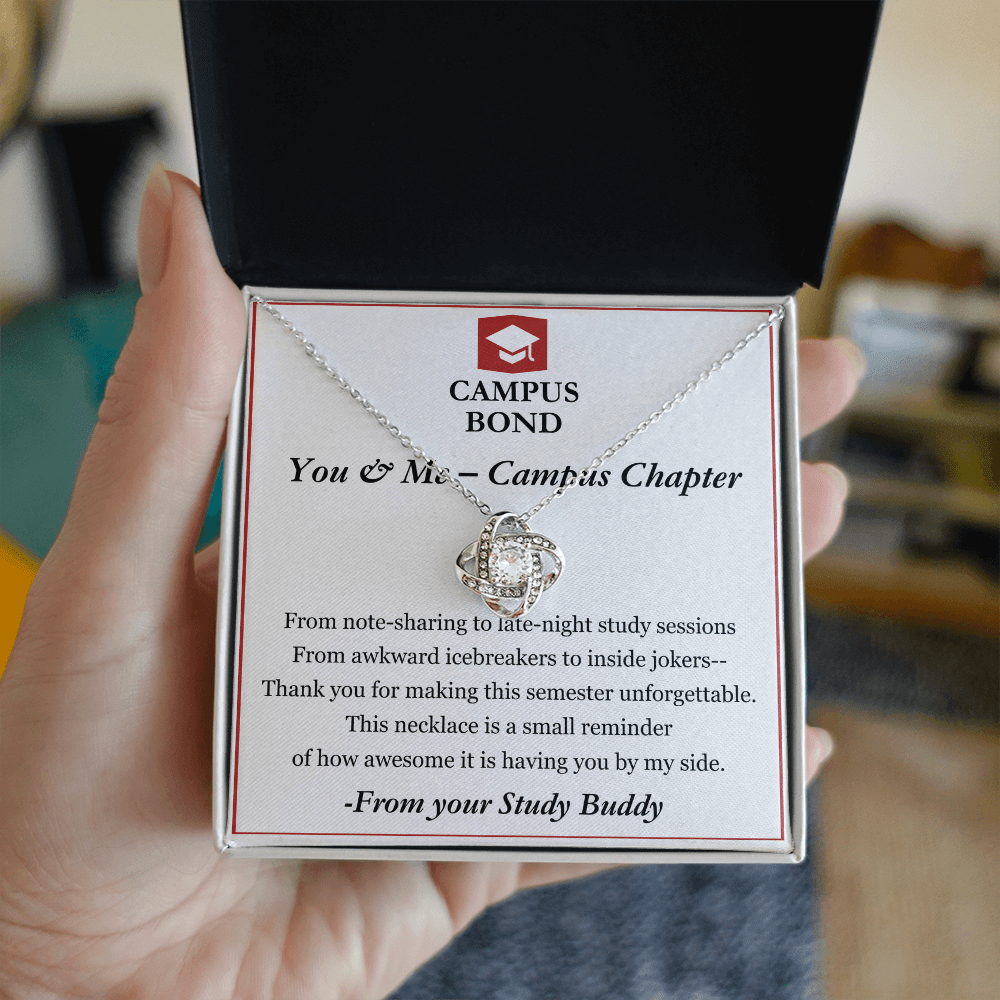 CAMPUS
BOND
You & Me – Campus Chapter
From note-sharing to late-night study sessions
From awkward icebreakers to inside jokers--
Thank you for making this semester unforgettable.
This necklace is a small reminder
of how awesome it is having you by my side.
-From your Study Buddy